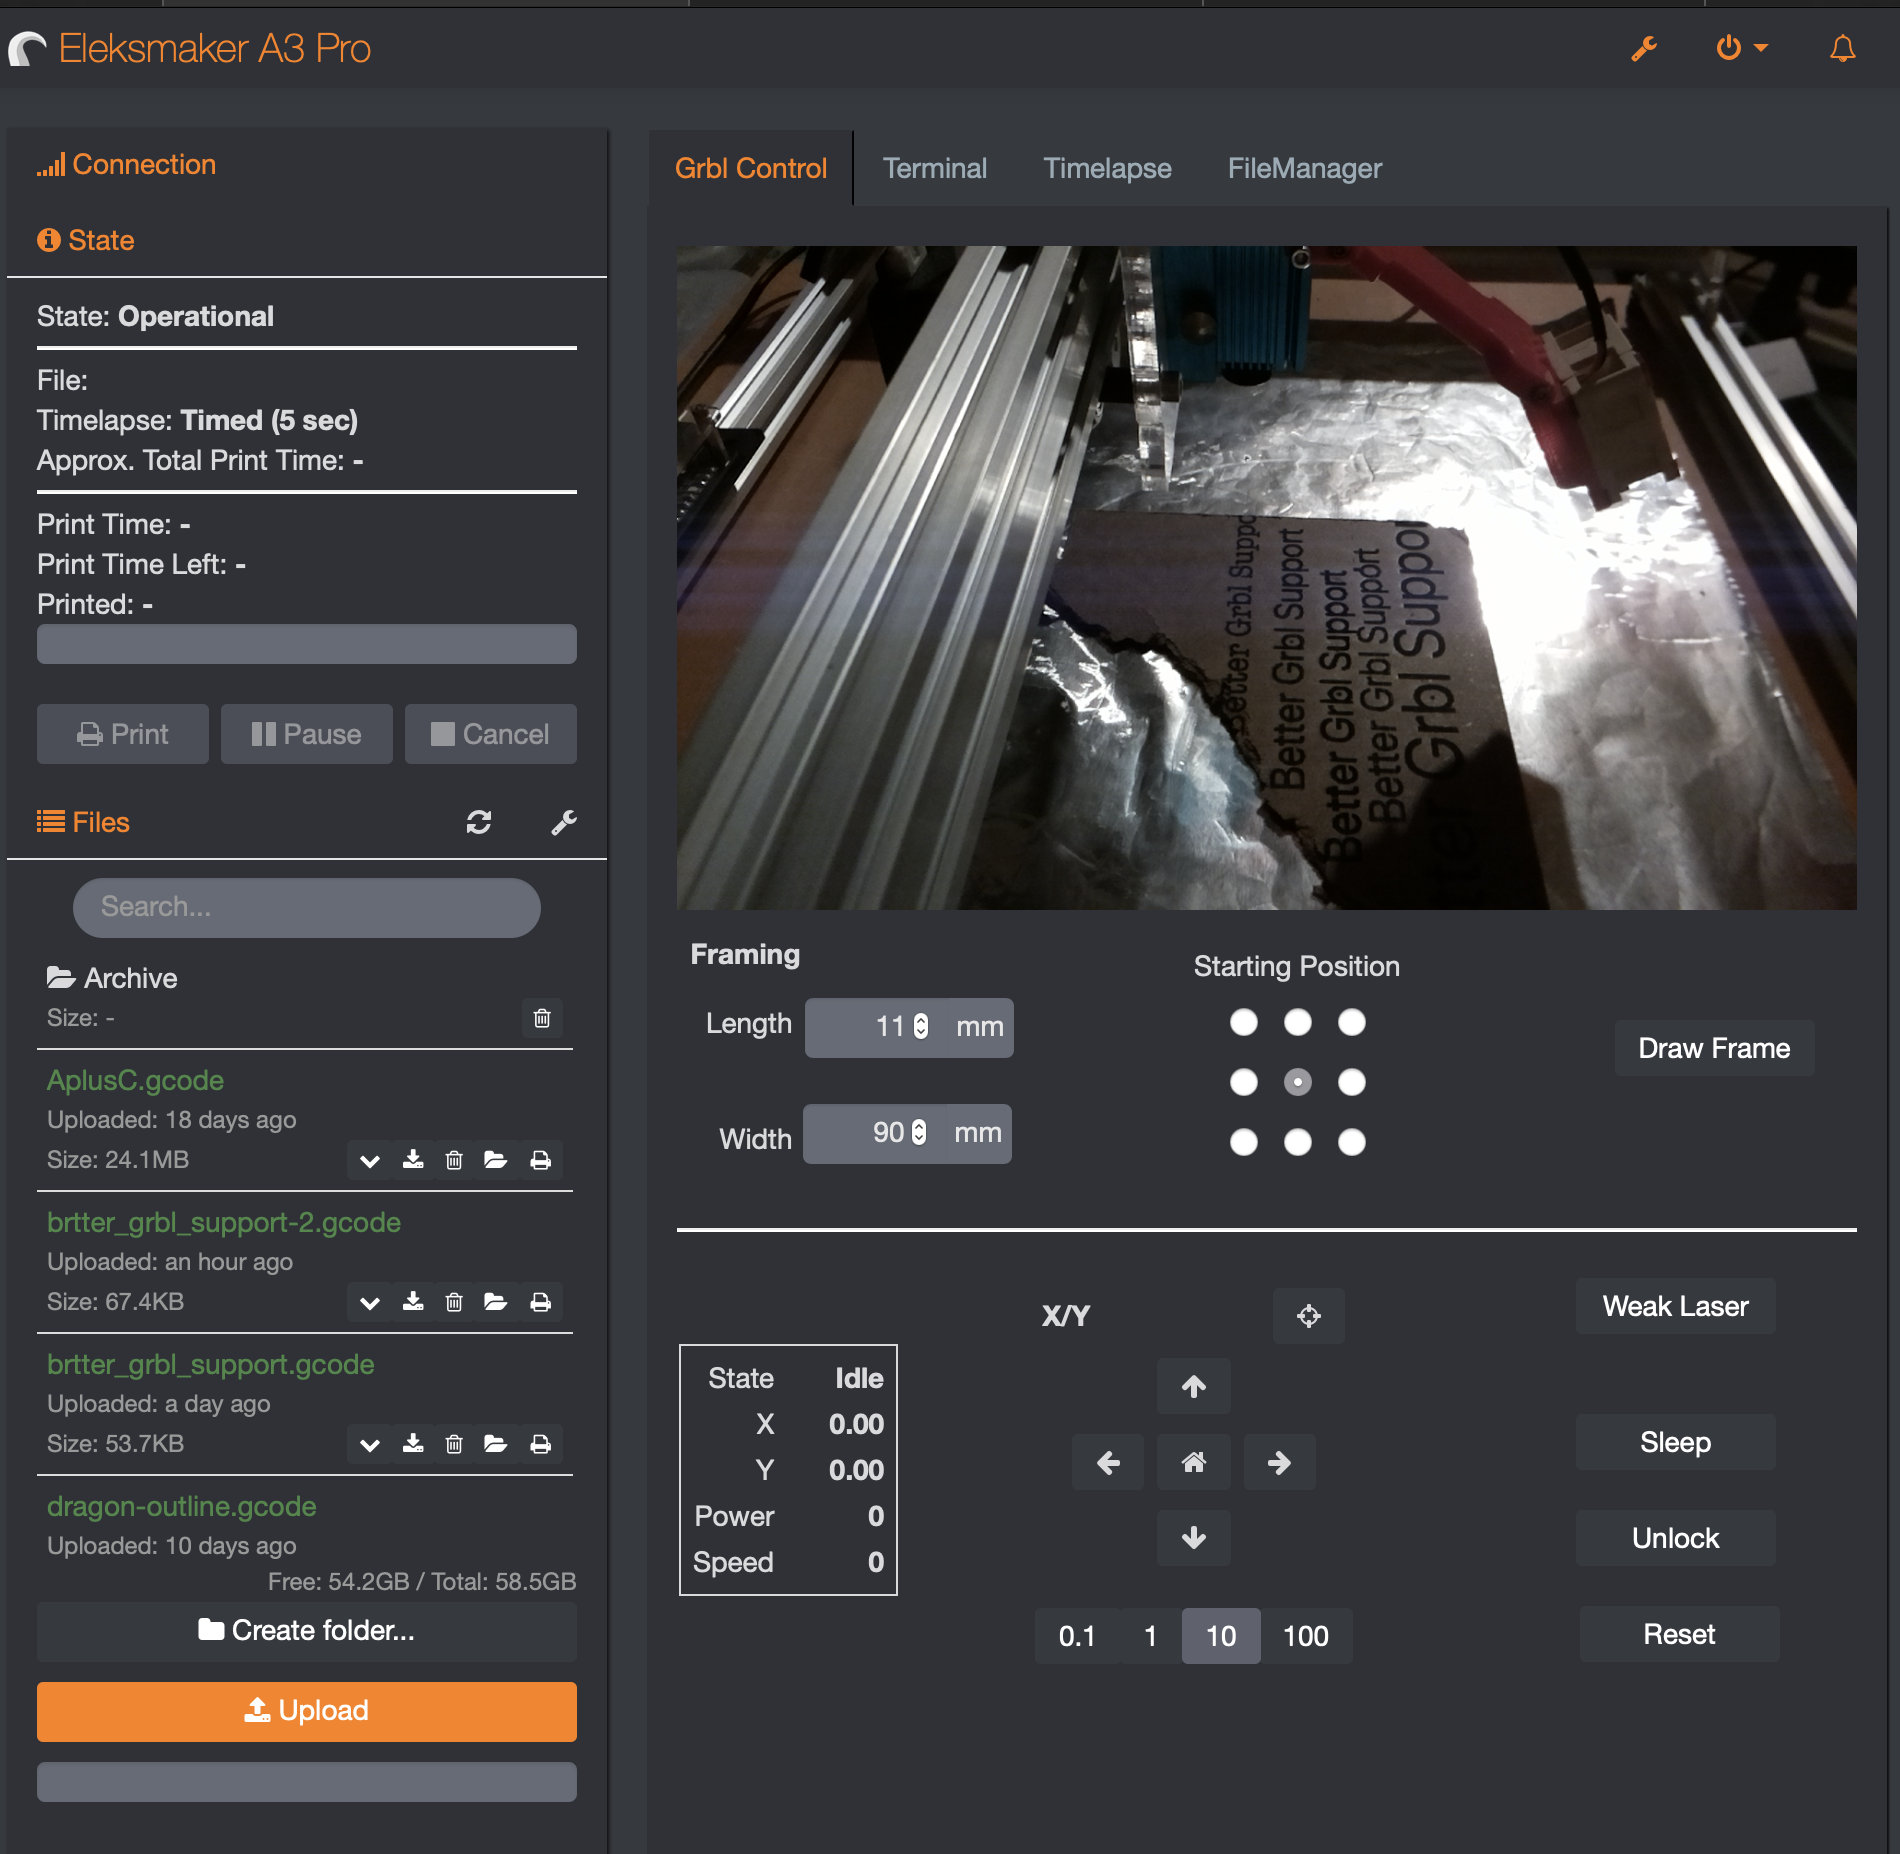 Eleksmaker A3 Pro
Connection
State
State: Operational
File:
Timelapse: Timed (5 sec)
Approx. Total Print Time: -
Print Time: -
Print Time Left: -
Printed: -
Print
Pause
Cancel
Files
Search...
Archive
Size: -
AplusC.gcode
Uploaded: 18 days ago
Size: 24.1MB
brtter_grbl_support-2.gcode
Uploaded: an hour ago
Size: 67.4KB
brtter_grbl_support.gcode
Uploaded: a day ago
Size: 53.7KB
dragon-outline.gcode
Uploaded: 10 days ago
Free: 54.2GB / Total: 58.5GB
Create folder...
Upload
Grbl Control
Terminal
Timelapse
FileManager
Better Grbl Support
Better Grbl Support
Better Grbl Support
Grbl Support
Framing
Length 11 mm
Width 90 mm
Starting Position
Draw Frame
State Idle
X 0.00
Y 0.00
Power 0
Speed 0
X/Y
0.1 1 10 100
Weak Laser
Sleep
Unlock
Reset